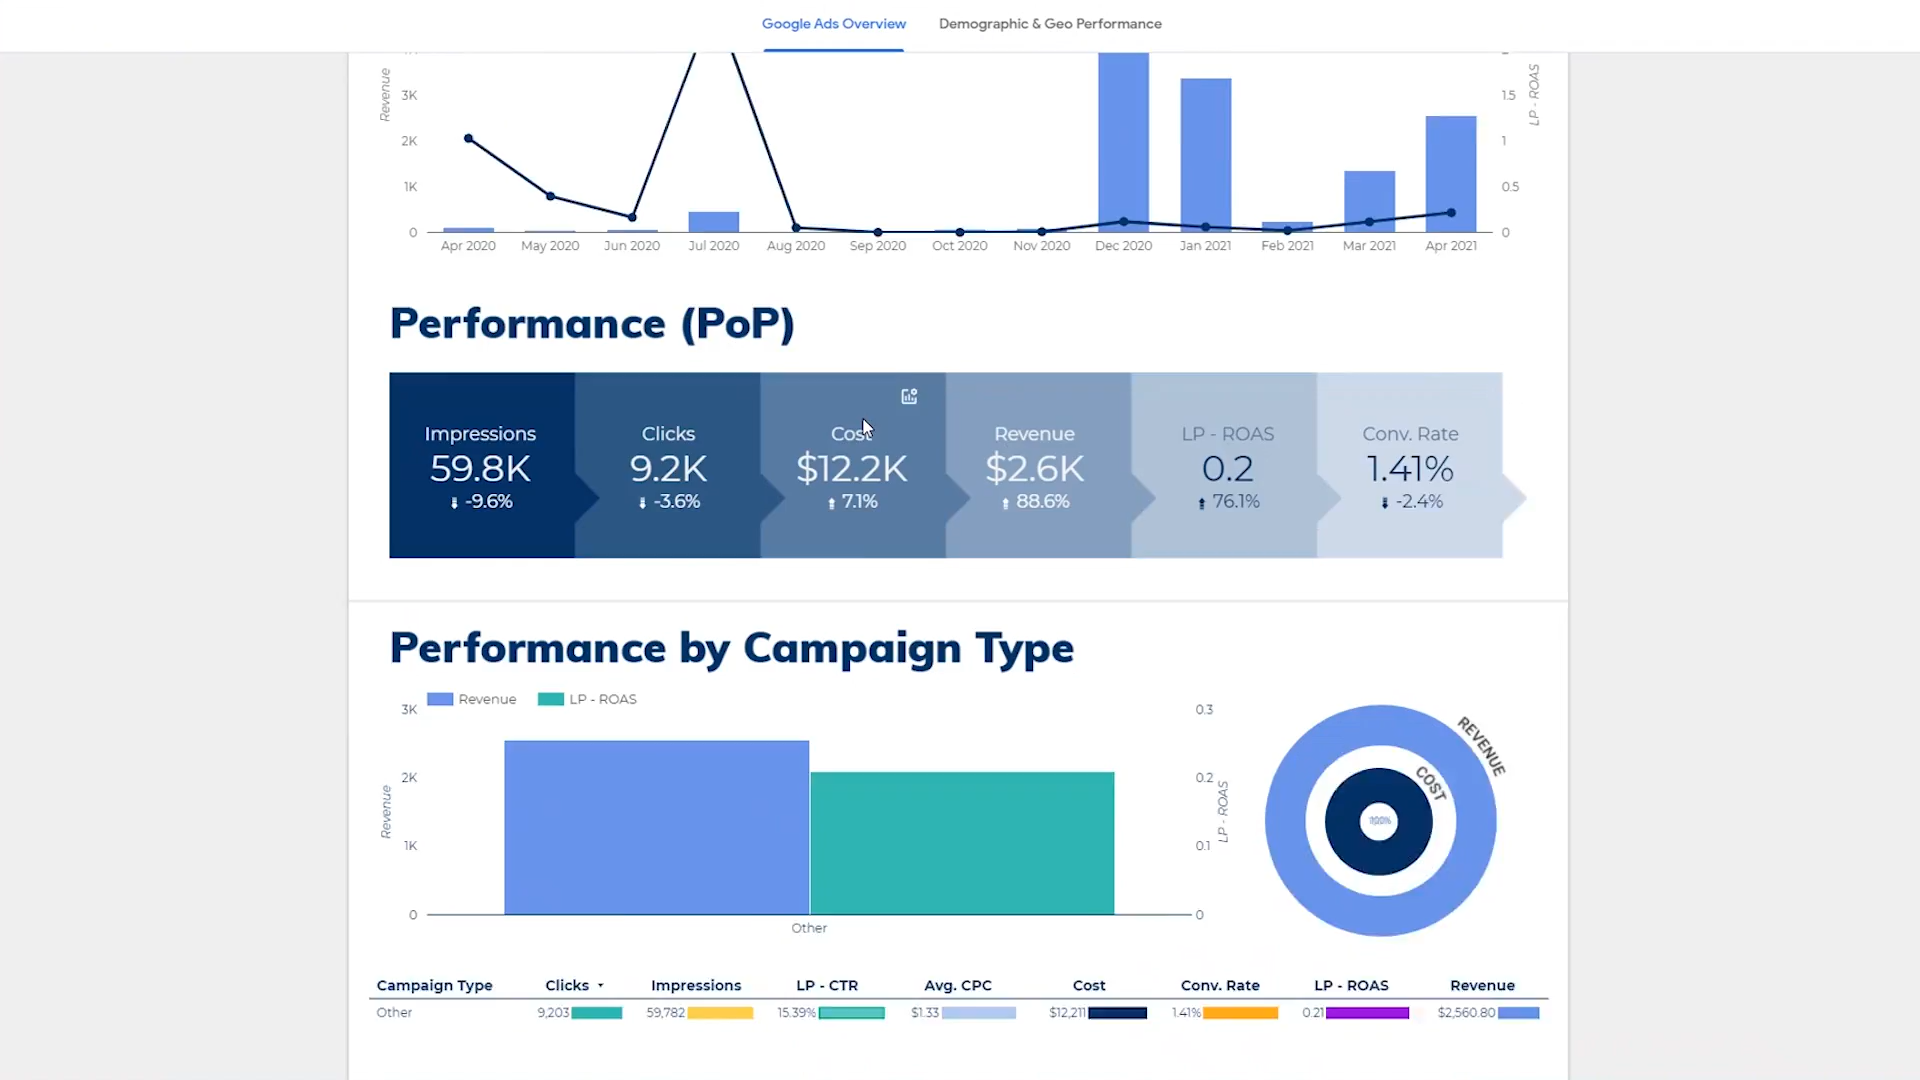 Google Ads Overview Demographic & Geo Performance
Revenue
3K
2K
1K
0
1.5
1
0.5
0
LP - ROAS
Apr 2020 May 2020 Jun 2020 Jul 2020 Aug 2020 Sep 2020 Oct 2020 Nov 2020 Dec 2020 Jan 2021 Feb 2021 Mar 2021 Apr 2021
Performance (PoP)
Impressions Clicks Cost Revenue LP - ROAS Conv. Rate
59.8K 9.2K $12.2K $2.6K 0.2 1.41%
-9.6% -3.6% 7.1% 88.6% 76.1% -2.4%
Performance by Campaign Type
Revenue LP - ROAS
Revenue
3K
2K
1K
0
0.3
0.2
0.1
0
LP - ROAS
Other
REVENUE
COST
Campaign Type Clicks Impressions LP - CTR Avg. CPC Cost Conv. Rate LP - ROAS Revenue
Other 9,203 59,782 15.39% $1.33 $12,211 1.41% 0.21 $2,560.80